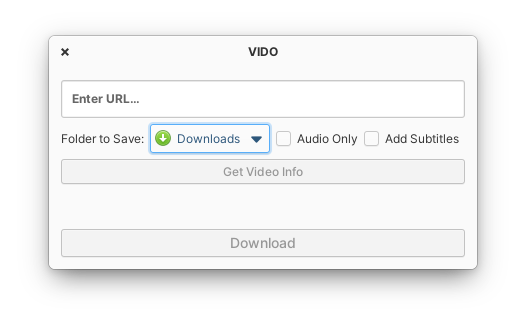 VIDO
Enter URL...
Folder to Save: Downloads Audio Only Add Subtitles
Get Video Info
Download